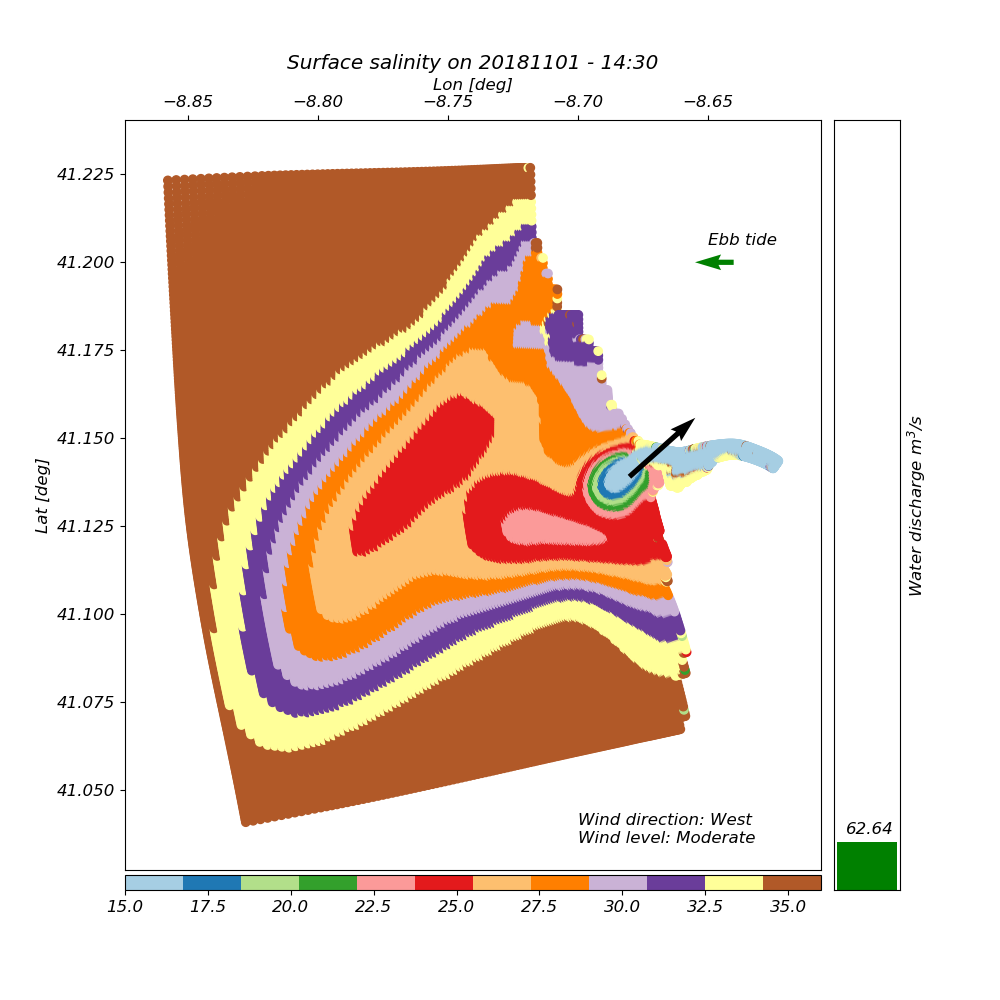 Surface salinity on 20181101 - 14:30
Lon [deg]
−8.85 −8.80 −8.75 −8.70 −8.65
41.225
41.200
41.175
41.150
41.125
41.100
41.075
41.050
Lat [deg]
Ebb tide
Wind direction: West
Wind level: Moderate
15.0 17.5 20.0 22.5 25.0 27.5 30.0 32.5 35.0
62.64
Water discharge m³/s